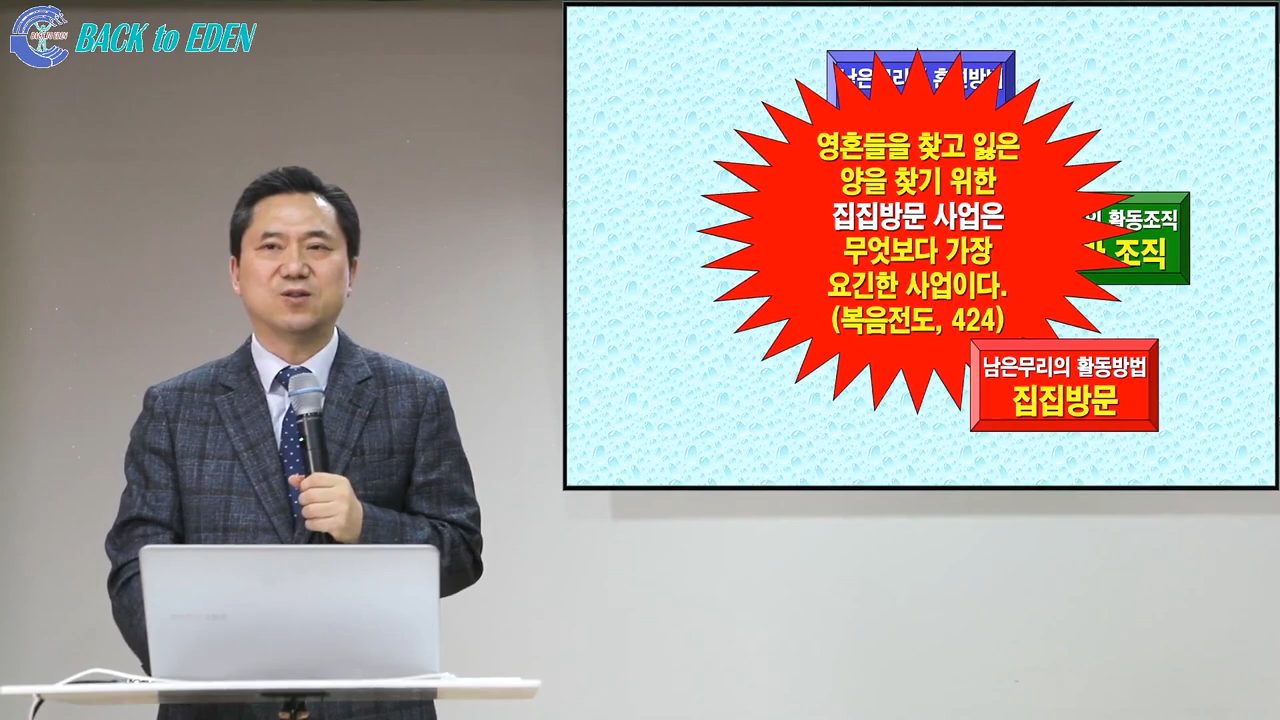 BACK to EDEN
BACK TO EDEN
영혼들을 찾고 잃은
양을 찾기 위한
집집방문 사업은
무엇보다 가장
요긴한 사업이다.
(복음전도, 424)
활동조직
조직
남은무리의 활동방법
집집방문